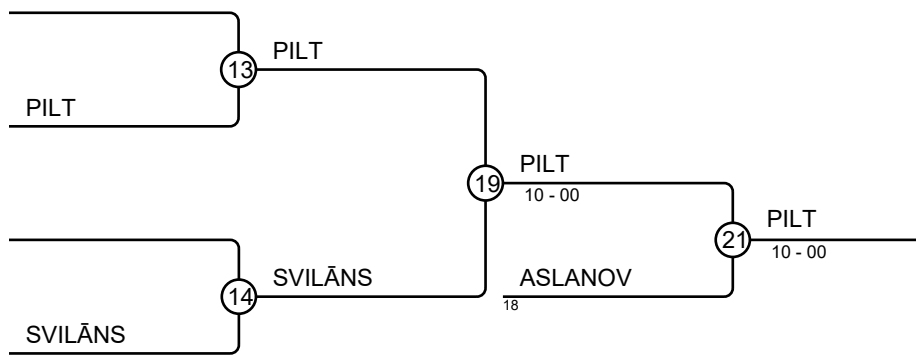 13
PILT
PILT
19
PILT
10 - 00
21
PILT
10 - 00
14
SVILĀNS
ASLANOV
18
SVILĀNS